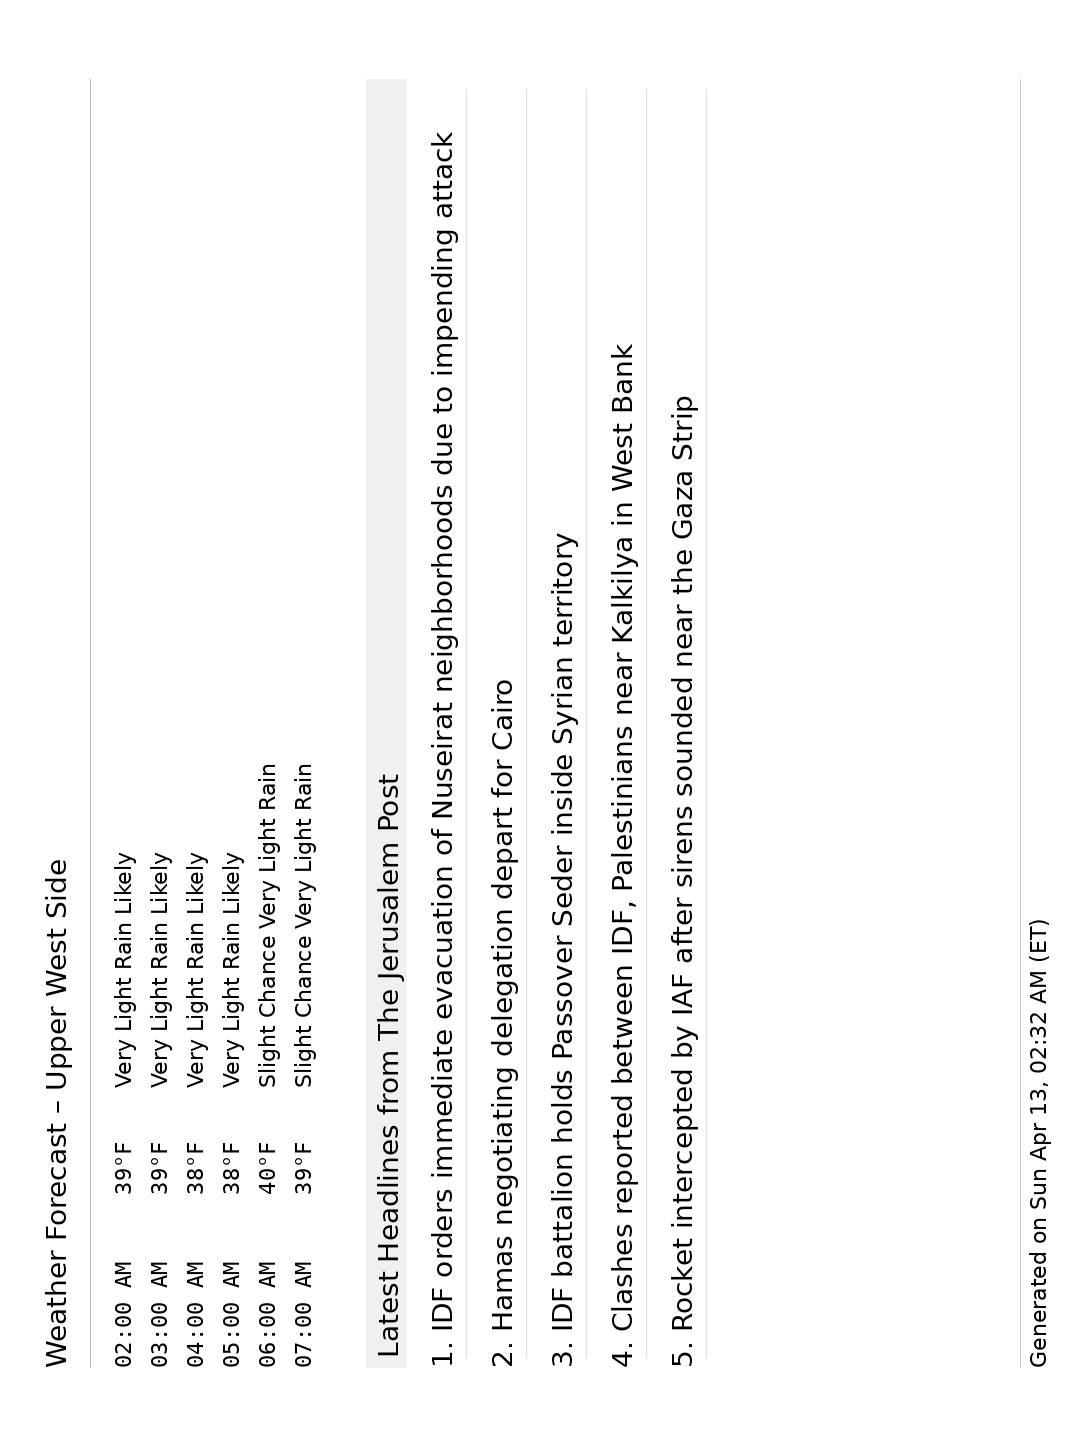 Weather Forecast – Upper West Side
02:00 AM 39°F Very Light Rain Likely
03:00 AM 39°F Very Light Rain Likely
04:00 AM 38°F Very Light Rain Likely
05:00 AM 38°F Very Light Rain Likely
06:00 AM 40°F Slight Chance Very Light Rain
07:00 AM 39°F Slight Chance Very Light Rain
Latest Headlines from The Jerusalem Post
1. IDF orders immediate evacuation of Nuseirat neighborhoods due to impending attack
2. Hamas negotiating delegation depart for Cairo
3. IDF battalion holds Passover Seder inside Syrian territory
4. Clashes reported between IDF, Palestinians near Kalkilya in West Bank
5. Rocket intercepted by IAF after sirens sounded near the Gaza Strip
Generated on Sun Apr 13, 02:32 AM (ET)